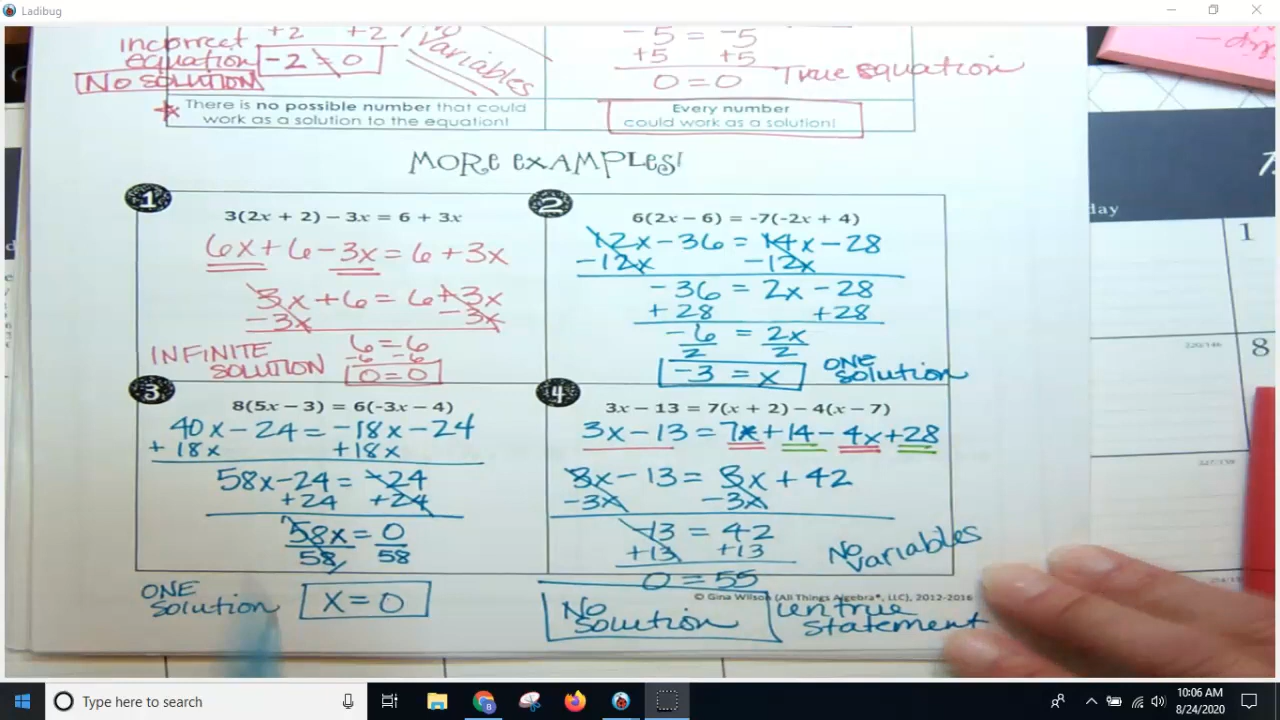 Ladibug
+2 +2
Variables
incorrect
equation -2 = 0
No Solution
There is no possible number that could
work as a solution to the equation!
-5 = -5
+5 +5
0 = 0 True equation
Every number
could work as a solution!
MORE EXAMPLES!
1
3(2x + 2) − 3x = 6 + 3x
6x + 6 - 3x = 6 + 3x
3x + 6 = 6 + 3x
-3x -3x
6 = 6
-6 -6
0 = 0
INFINITE
SOLUTION
2
6(2x − 6) = -7(-2x + 4)
12x - 36 = 14x - 28
-12x -12x
-36 = 2x - 28
+28 +28
-6 = 2x
2 2
-3 = x
ONE
Solution
3
8(5x − 3) = 6(-3x − 4)
40x - 24 = -18x - 24
+18x +18x
58x - 24 = -24
+24 +24
58x = 0
58 58
ONE
Solution
x = 0
4
3x − 13 = 7(x + 2) − 4(x − 7)
3x - 13 = 7x + 14 - 4x + 28
3x - 13 = 3x + 42
-3x -3x
-13 = 42
+13 +13
0 = 55
No
variables
© Gina Wilson (All Things Algebra®, LLC), 2012-2016
No
Solution
untrue
statement
day
1
220/146
8
227/139
Type here to search
10:06 AM
8/24/2020